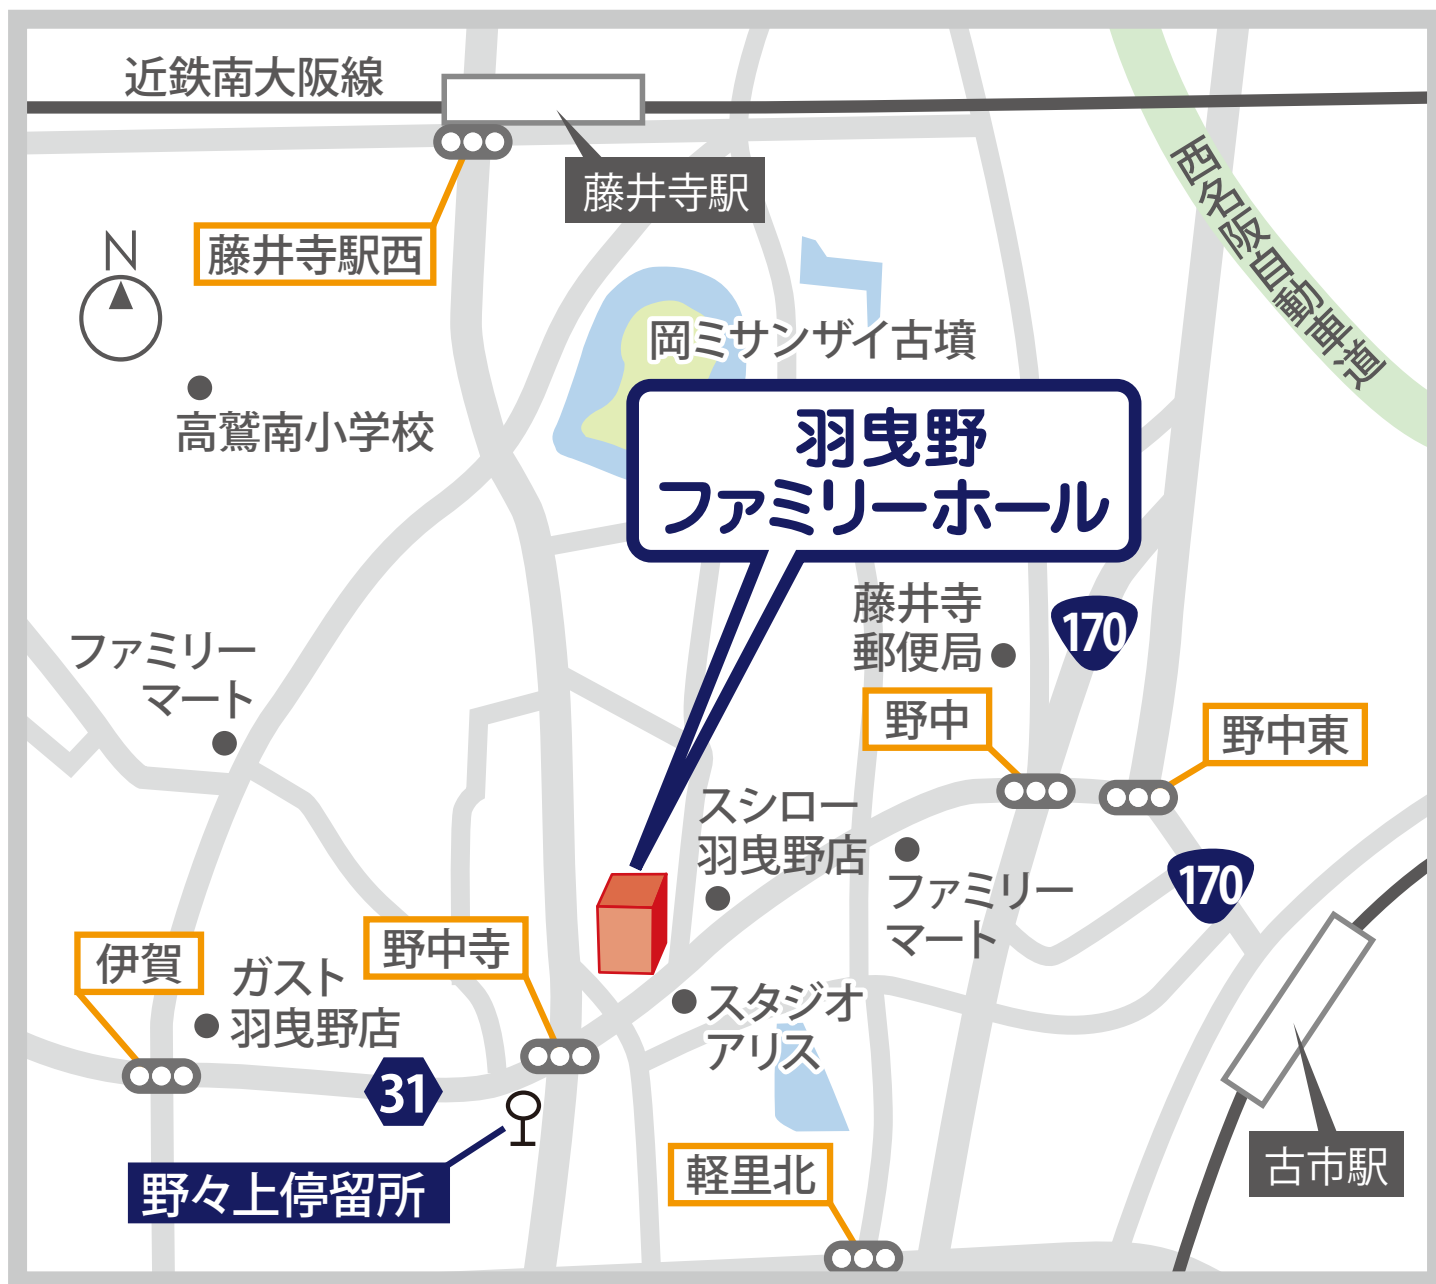 近鉄南大阪線
藤井寺駅
藤井寺駅西
N
西名阪自動車道
岡ミサンザイ古墳
高鷲南小学校
羽曳野
ファミリーホール
藤井寺
郵便局
170
ファミリー
マート
野中
野中東
スシロー
羽曳野店
ファミリー
マート
170
野中寺
伊賀
ガスト
羽曳野店
スタジオ
アリス
31
野々上停留所
軽里北
古市駅